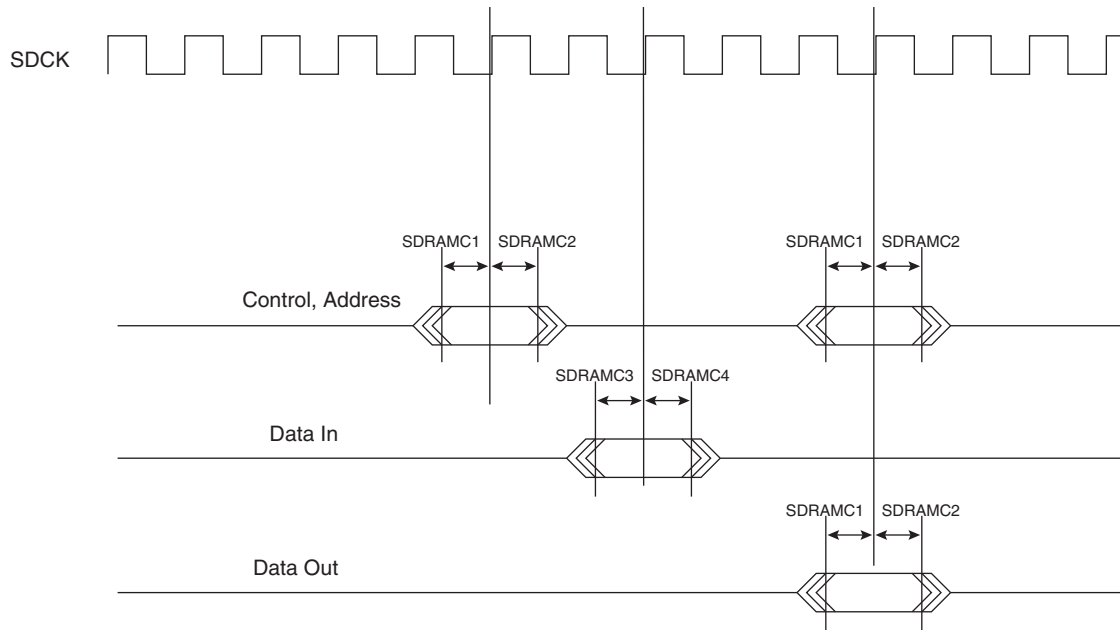 SDCK
SDRAMC1 SDRAMC2 SDRAMC1 SDRAMC2
Control, Address
SDRAMC3 SDRAMC4
Data In
SDRAMC1 SDRAMC2
Data Out